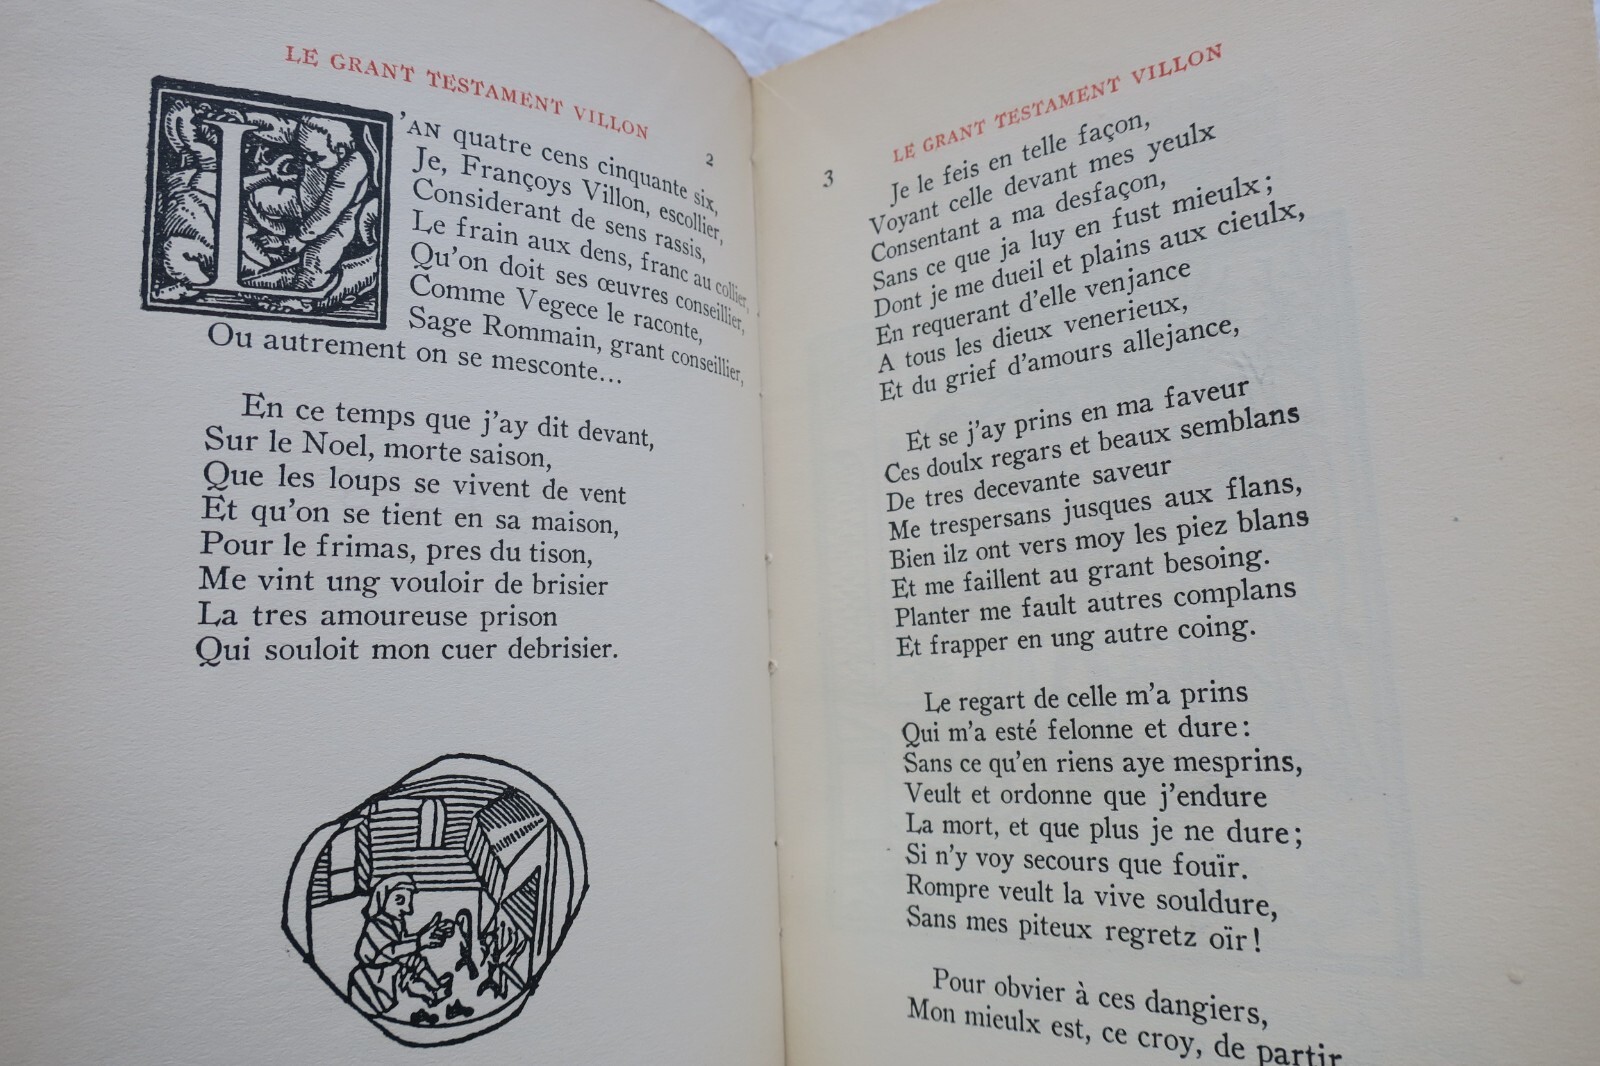 LE GRANT TESTAMENT VILLON
2
L'AN quatre cens cinquante six,
Je, Françoys Villon, escollier,
Considerant de sens rassis,
Le frain aux dens, franc au collier,
Qu'on doit ses œuvres conseillier,
Comme Vegece le raconte,
Sage Rommain, grant conseillier,
Ou autrement on se mesconte...
En ce temps que j'ay dit devant,
Sur le Noel, morte saison,
Que les loups se vivent de vent
Et qu'on se tient en sa maison,
Pour le frimas, pres du tison,
Me vint ung vouloir de brisier
La tres amoureuse prison
Qui souloit mon cuer debrisier.
LE GRANT TESTAMENT VILLON
3
Je le feis en telle façon,
Voyant celle devant mes yeulx
Consentant a ma desfaçon,
Sans ce que ja luy en fust mieulx;
Dont je me dueil et plains aux cieulx,
En requerant d'elle venjance
A tous les dieux venerieux,
Et du grief d'amours allejance,
Et se j'ay prins en ma faveur
Ces doulx regars et beaux semblans
De tres decevante saveur
Me trespersans jusques aux flans,
Bien ilz ont vers moy les piez blans
Et me faillent au grant besoing.
Planter me fault autres complans
Et frapper en ung autre coing.
Le regart de celle m'a prins
Qui m'a esté felonne et dure:
Sans ce qu'en riens aye mesprins,
Veult et ordonne que j'endure
La mort, et que plus je ne dure;
Si n'y voy secours que fouïr.
Rompre veult la vive souldure,
Sans mes piteux regretz oïr!
Pour obvier à ces dangiers,
Mon mieulx est, ce croy, de partir